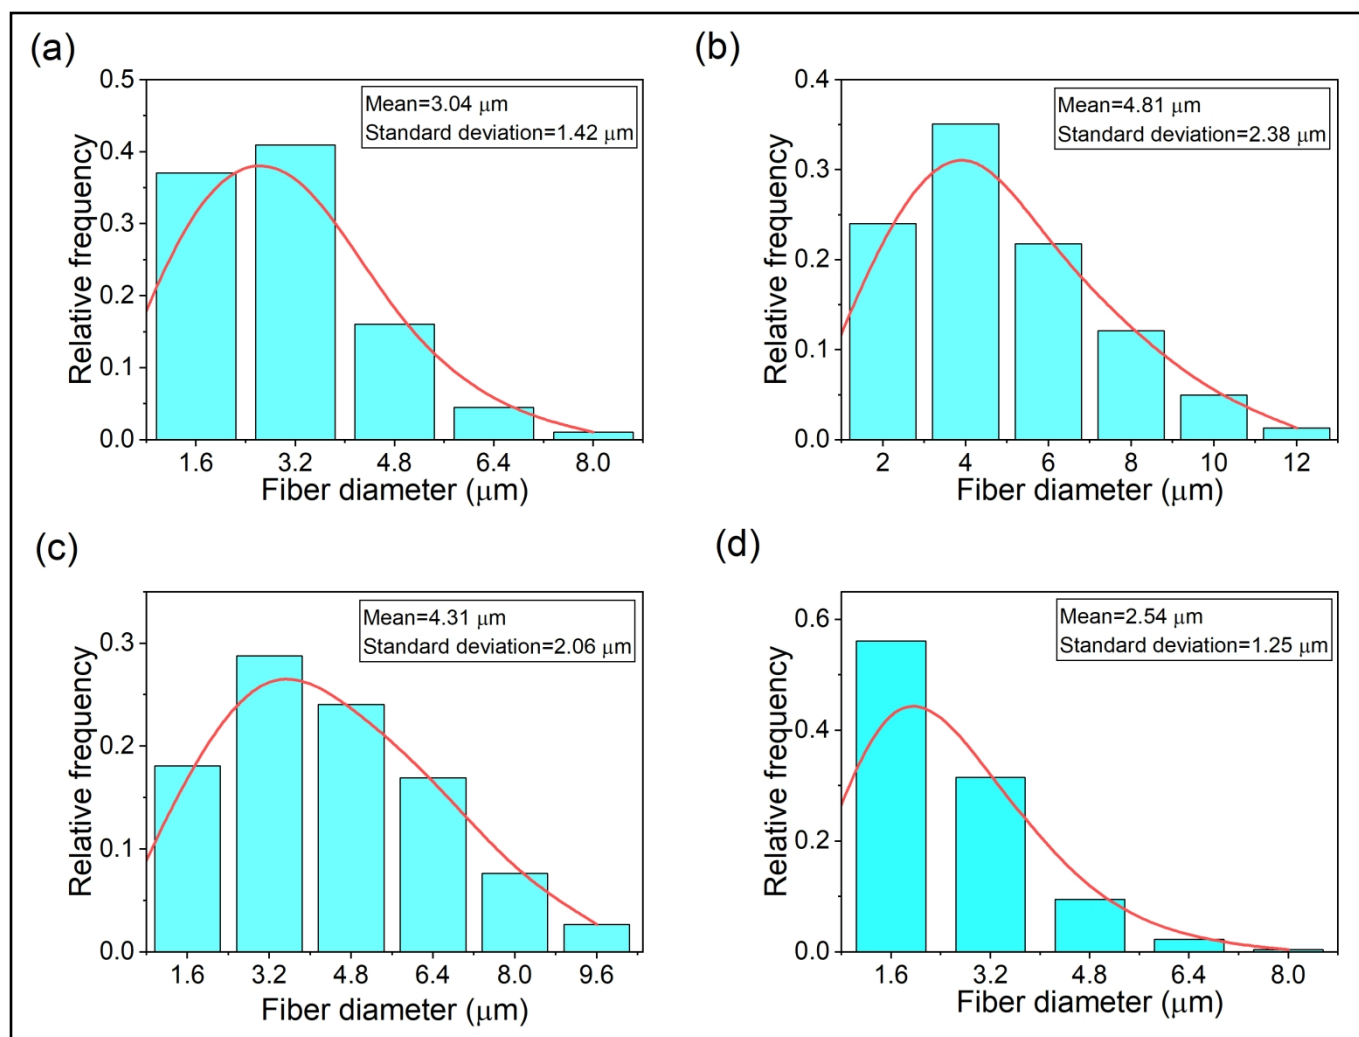 (a)
0.5
0.4
0.3
0.2
0.1
0.0
Relative frequency
Mean=3.04 μm
Standard deviation=1.42 μm
1.6 3.2 4.8 6.4 8.0
Fiber diameter (μm)
(b)
0.4
0.3
0.2
0.1
0.0
Relative frequency
Mean=4.81 μm
Standard deviation=2.38 μm
2 4 6 8 10 12
Fiber diameter (μm)
(c)
0.3
0.2
0.1
0.0
Relative frequency
Mean=4.31 μm
Standard deviation=2.06 μm
1.6 3.2 4.8 6.4 8.0 9.6
Fiber diameter (μm)
(d)
0.6
0.4
0.2
0.0
Relative frequency
Mean=2.54 μm
Standard deviation=1.25 μm
1.6 3.2 4.8 6.4 8.0
Fiber diameter (μm)